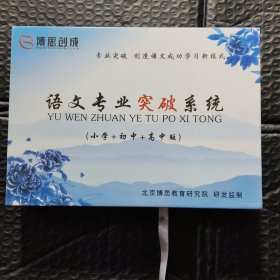 博思创成
专业突破 创造语文成功学习新模式
语文专业突破系统
YU WEN ZHUAN YE TU PO XI TONG
(小学+初中+高中版)
北京博思教育研究院 研发监制